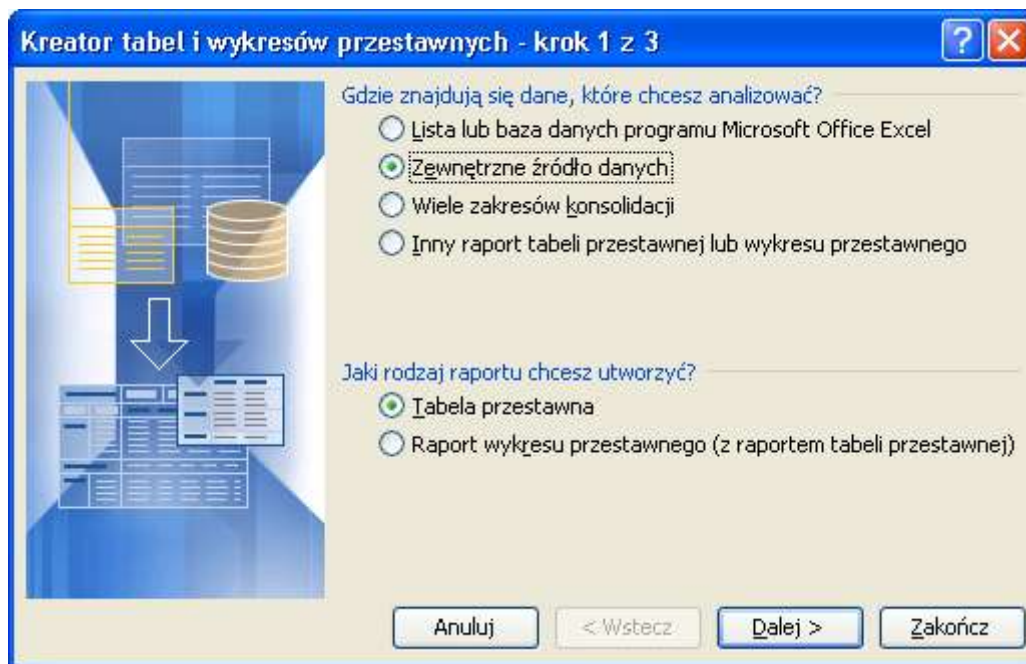 Kreator tabel i wykresów przestawnych - krok 1 z 3
Gdzie znajdują się dane, które chcesz analizować?
Lista lub baza danych programu Microsoft Office Excel
Zewnętrzne źródło danych
Wiele zakresów konsolidacji
Inny raport tabeli przestawnej lub wykresu przestawnego
Jaki rodzaj raportu chcesz utworzyć?
Tabela przestawna
Raport wykresu przestawnego (z raportem tabeli przestawnej)
Anuluj < Wstecz Dalej > Zakończ